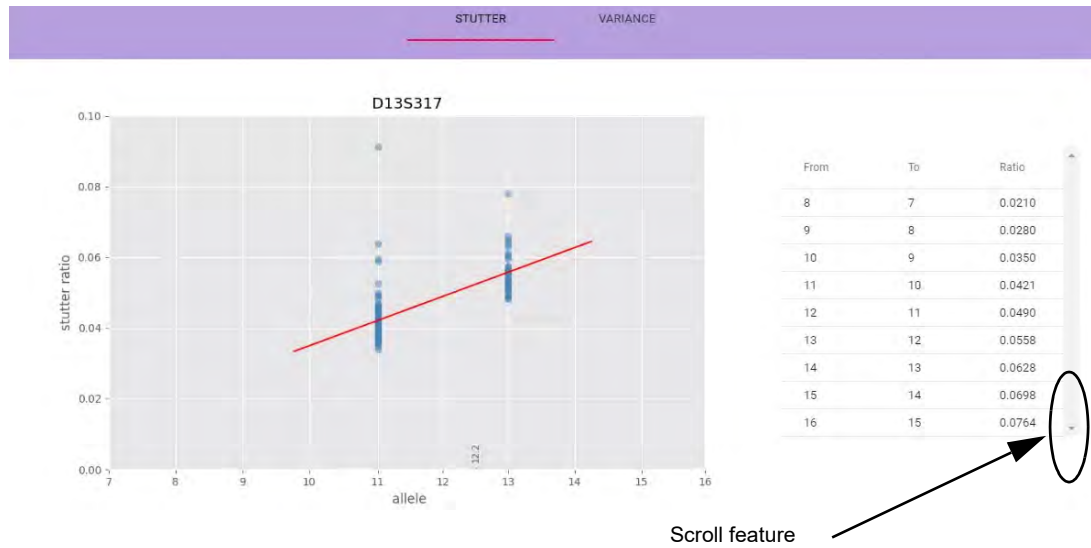 STUTTER VARIANCE
D13S317
0.10
0.08
0.06
0.04
0.02
0.00
stutter ratio
12.2
7 8 9 10 11 12 13 14 15 16
allele
From To Ratio
8 7 0.0210
9 8 0.0280
10 9 0.0350
11 10 0.0421
12 11 0.0490
13 12 0.0558
14 13 0.0628
15 14 0.0698
16 15 0.0764
Scroll feature